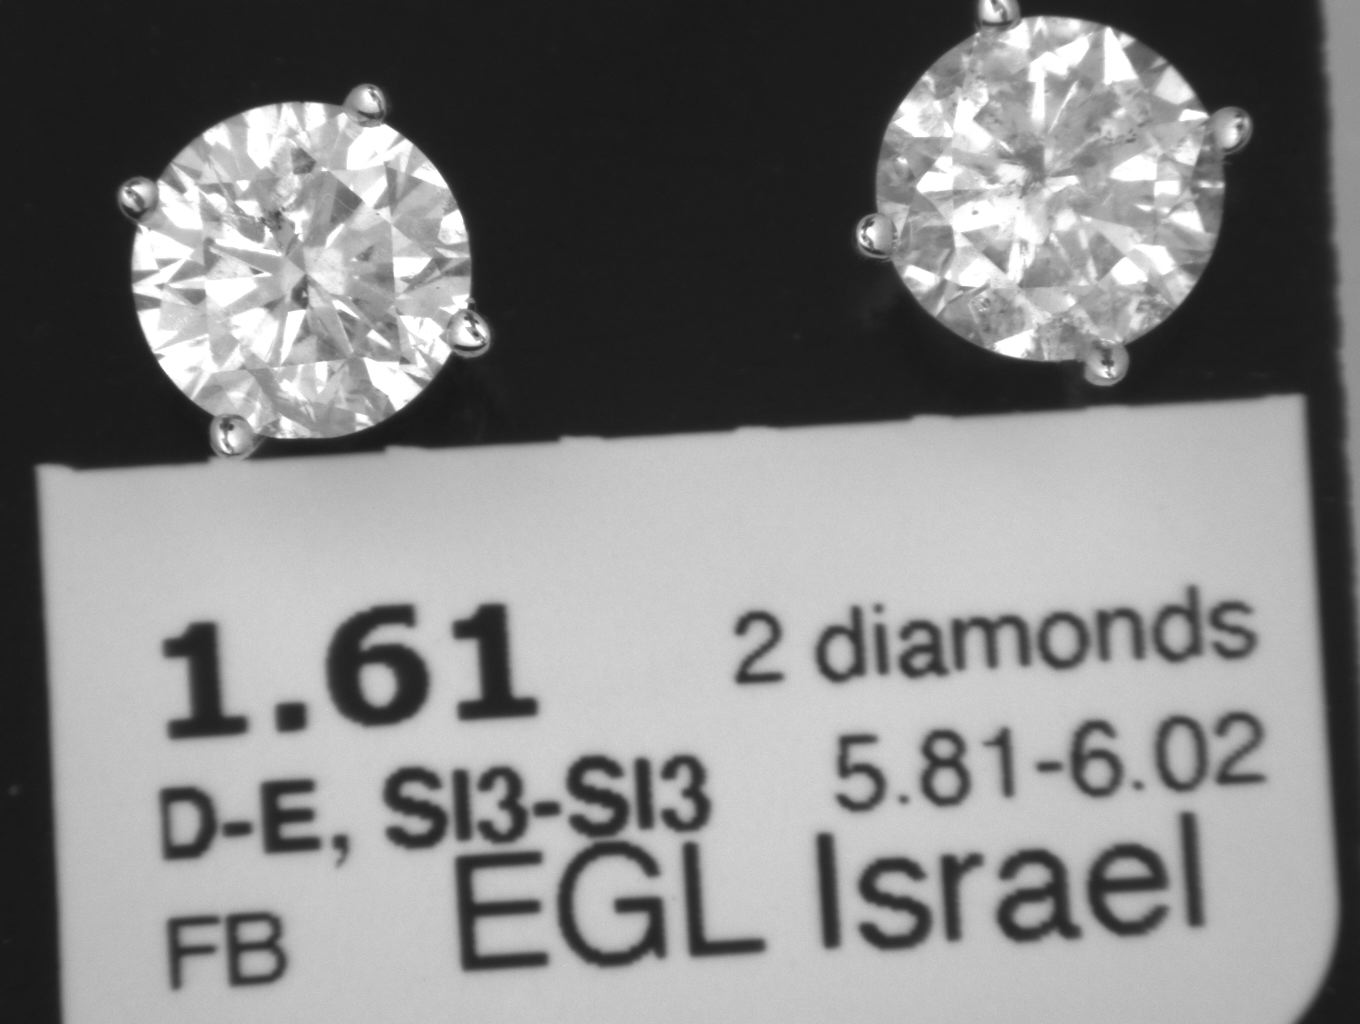 1.61 2 diamonds
D-E, SI3-SI3 5.81-6.02
FB EGL Israel